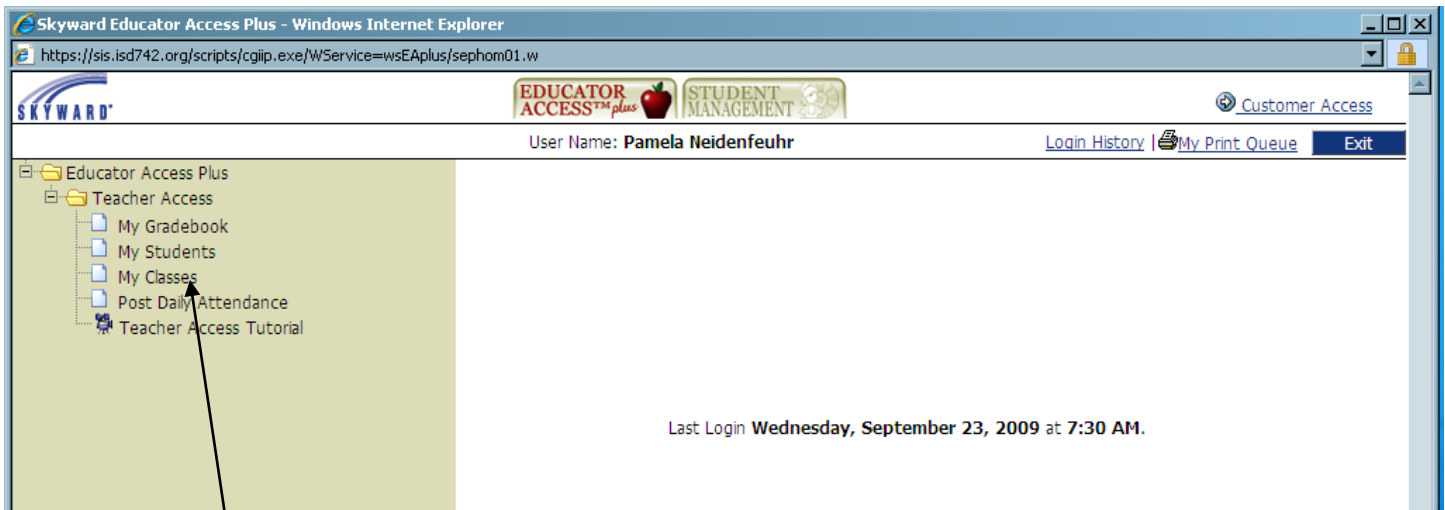 Skyward Educator Access Plus - Windows Internet Explorer
https://sis.isd742.org/scripts/cgiip.exe/WService=wsEAplus/sephom01.w
SKYWARD
EDUCATOR ACCESS™ plus
STUDENT MANAGEMENT
Customer Access
User Name: Pamela Neidenfeuhr
Login History | My Print Queue Exit
Educator Access Plus
Teacher Access
My Gradebook
My Students
My Classes
Post Daily Attendance
Teacher Access Tutorial
Last Login Wednesday, September 23, 2009 at 7:30 AM.